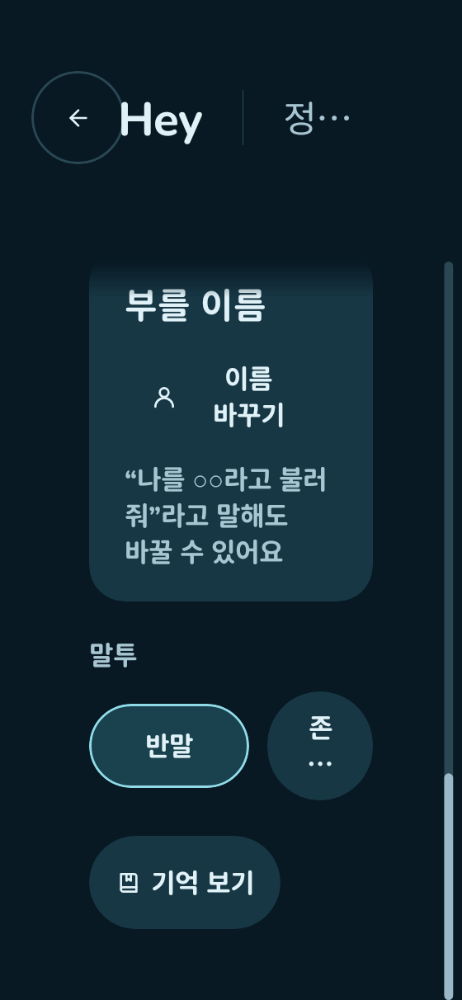 Hey
정…
부를 이름
이름
바꾸기
“나를 ○○라고 불러
줘”라고 말해도
바꿀 수 있어요
말투
반말
존
…
기억 보기